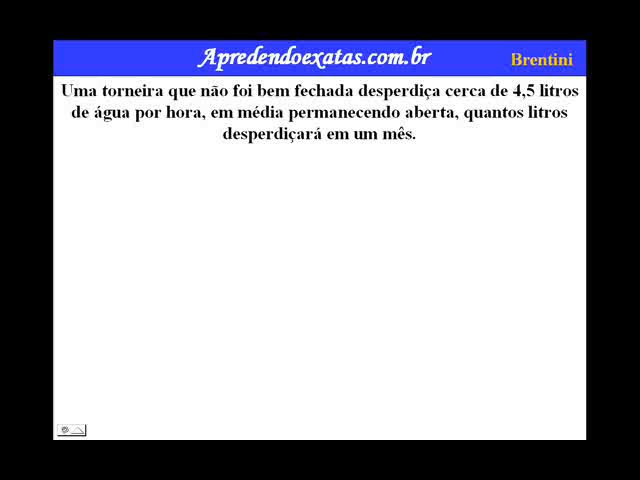 Apredendoexatas.com.br
Brentini
Uma torneira que não foi bem fechada desperdiça cerca de 4,5 litros
de água por hora, em média permanecendo aberta, quantos litros
desperdiçará em um mês.